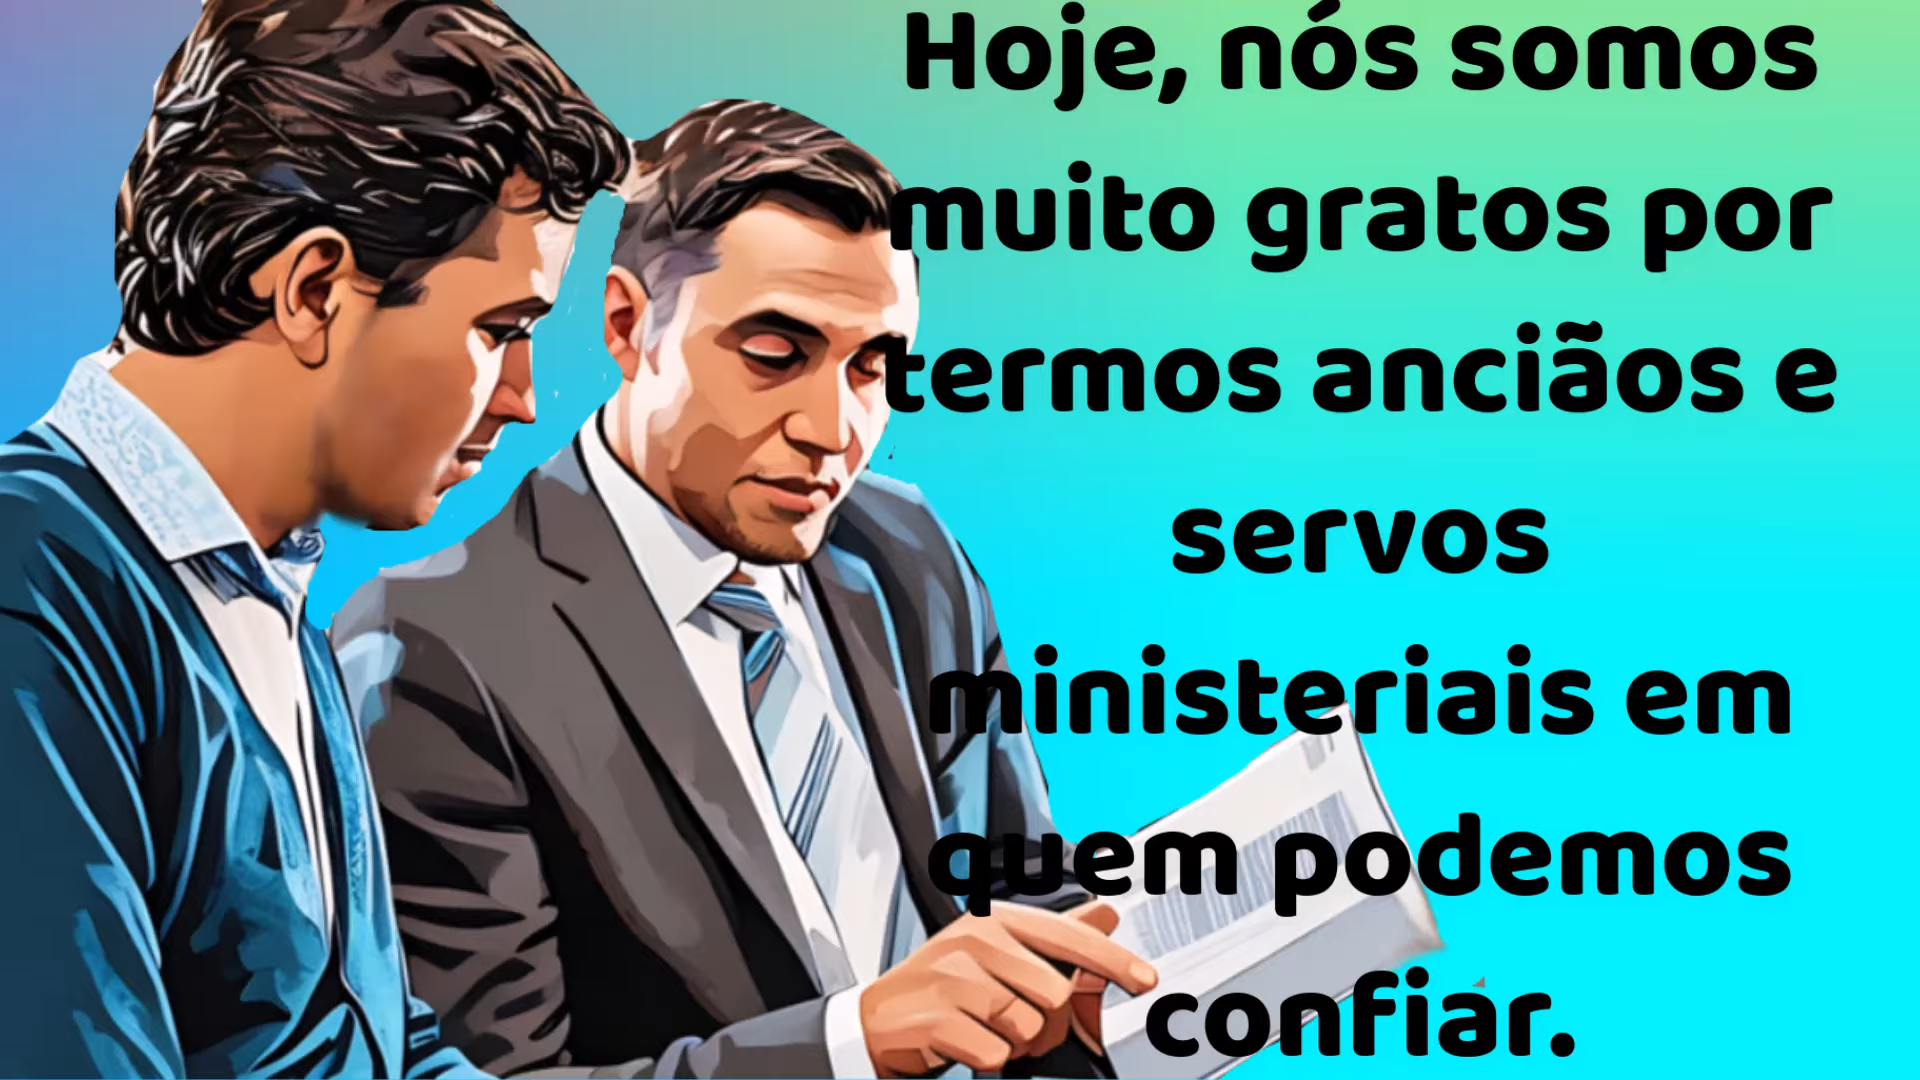 Hoje, nós somos
muito gratos por
termos anciãos e
servos
ministeriais em
quem podemos
confiar.